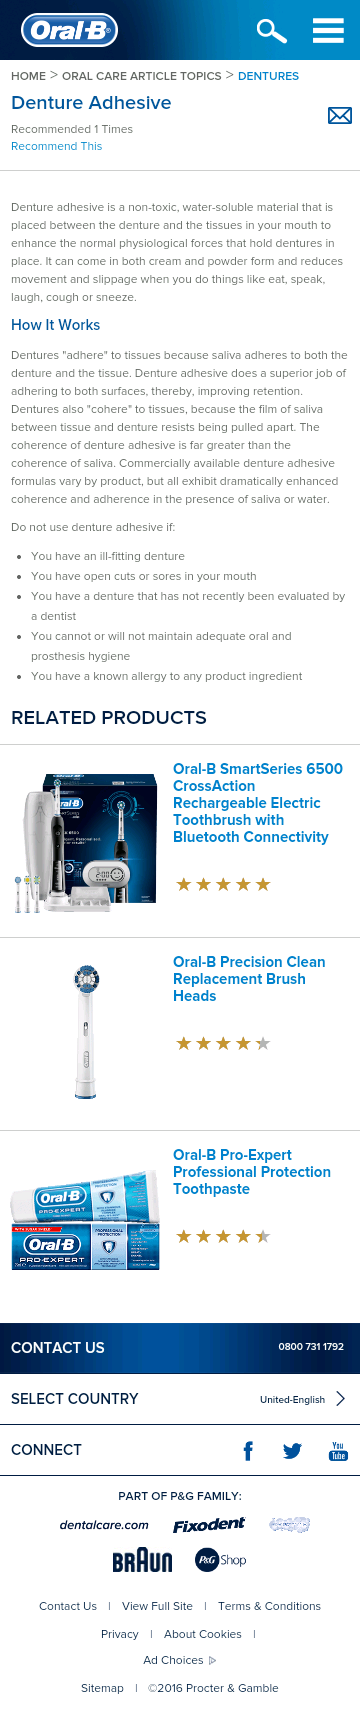 Oral-B
HOME > ORAL CARE ARTICLE TOPICS > DENTURES
Denture Adhesive
Recommended 1 Times
Recommend This
Denture adhesive is a non-toxic, water-soluble material that is
placed between the denture and the tissues in your mouth to
enhance the normal physiological forces that hold dentures in
place. It can come in both cream and powder form and reduces
movement and slippage when you do things like eat, speak,
laugh, cough or sneeze.
How It Works
Dentures "adhere" to tissues because saliva adheres to both the
denture and the tissue. Denture adhesive does a superior job of
adhering to both surfaces, thereby, improving retention.
Dentures also "cohere" to tissues, because the film of saliva
between tissue and denture resists being pulled apart. The
coherence of denture adhesive is far greater than the
coherence of saliva. Commercially available denture adhesive
formulas vary by product, but all exhibit dramatically enhanced
coherence and adherence in the presence of saliva or water.
Do not use denture adhesive if:
You have an ill-fitting denture
You have open cuts or sores in your mouth
You have a denture that has not recently been evaluated by
a dentist
You cannot or will not maintain adequate oral and
prosthesis hygiene
You have a known allergy to any product ingredient
RELATED PRODUCTS
Oral-B SmartSeries 6500
CrossAction
Rechargeable Electric
Toothbrush with
Bluetooth Connectivity
Oral-B
Oral-B Precision Clean
Replacement Brush
Heads
Oral-B Pro-Expert
Professional Protection
Toothpaste
Oral-B
PRO-EXPERT
PROFESSIONAL
PROTECTION
Oral-B
PRO-EXPERT
PROFESSIONAL
PROTECTION
CONTACT US 0800 731 1792
SELECT COUNTRY United-English
CONNECT You Tube
PART OF P&G FAMILY:
dentalcare.com Fixodent
BRAUN P&G Shop
Contact Us | View Full Site | Terms & Conditions
Privacy | About Cookies |
Ad Choices
Sitemap | ©2016 Procter & Gamble